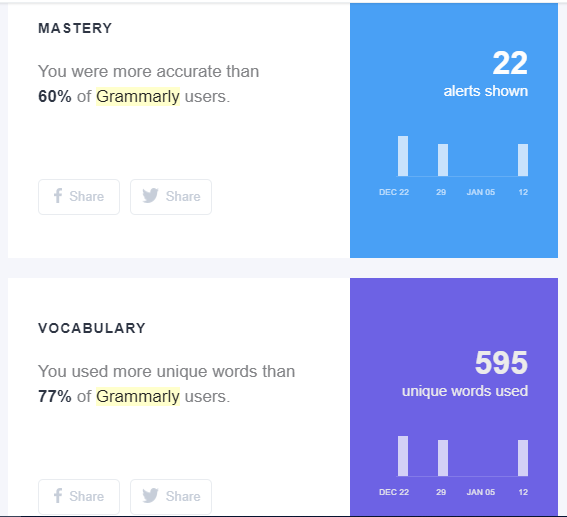 MASTERY
You were more accurate than
60% of Grammarly users.
Share
Share
22
alerts shown
DEC 22
29
JAN 05
12
VOCABULARY
You used more unique words than
77% of Grammarly users.
Share
Share
595
unique words used
DEC 22
29
JAN 05
12